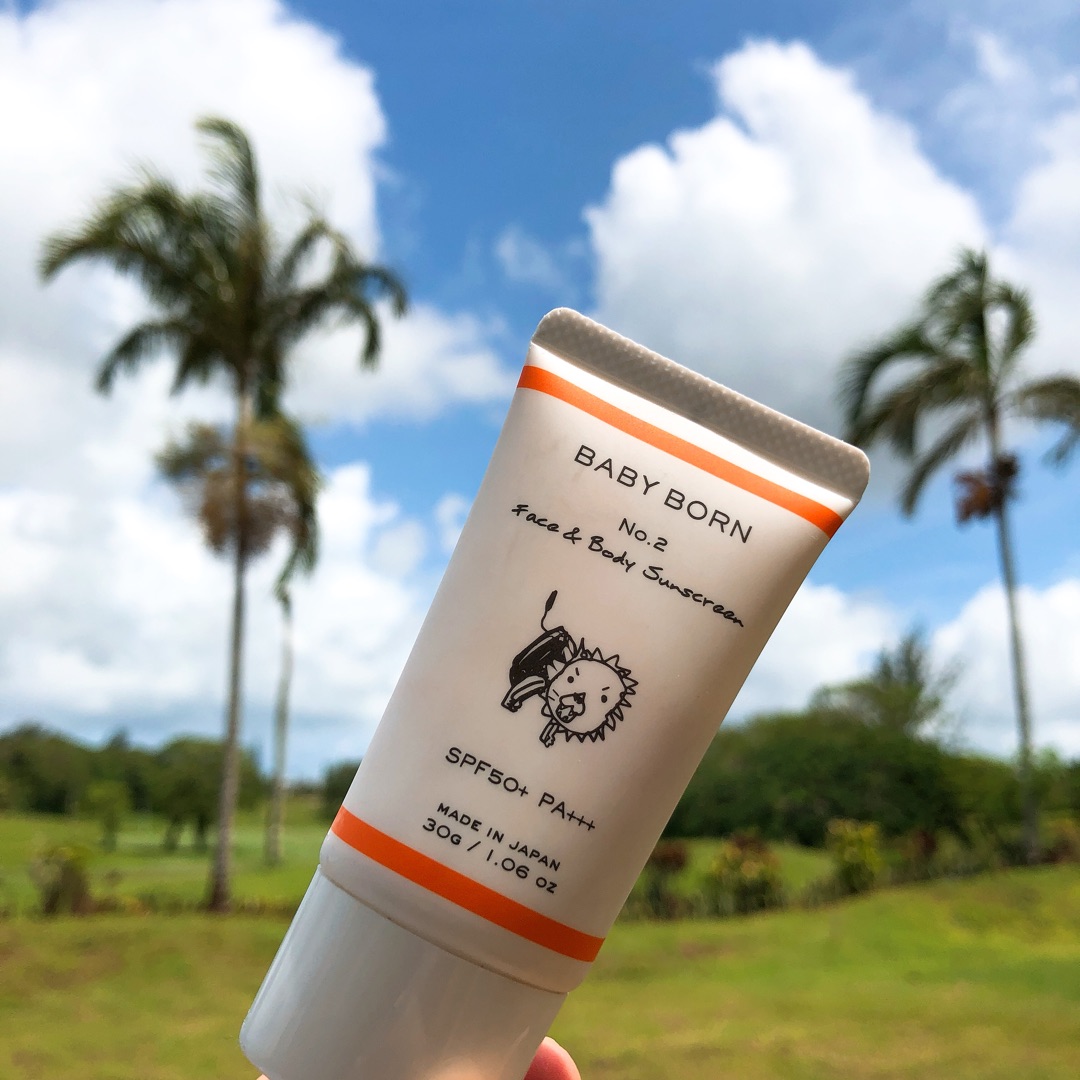 BABY BORN
No.2
Face & Body Sunscreen
SPF50+ PA+++
MADE IN JAPAN
30G / 1.06 oz